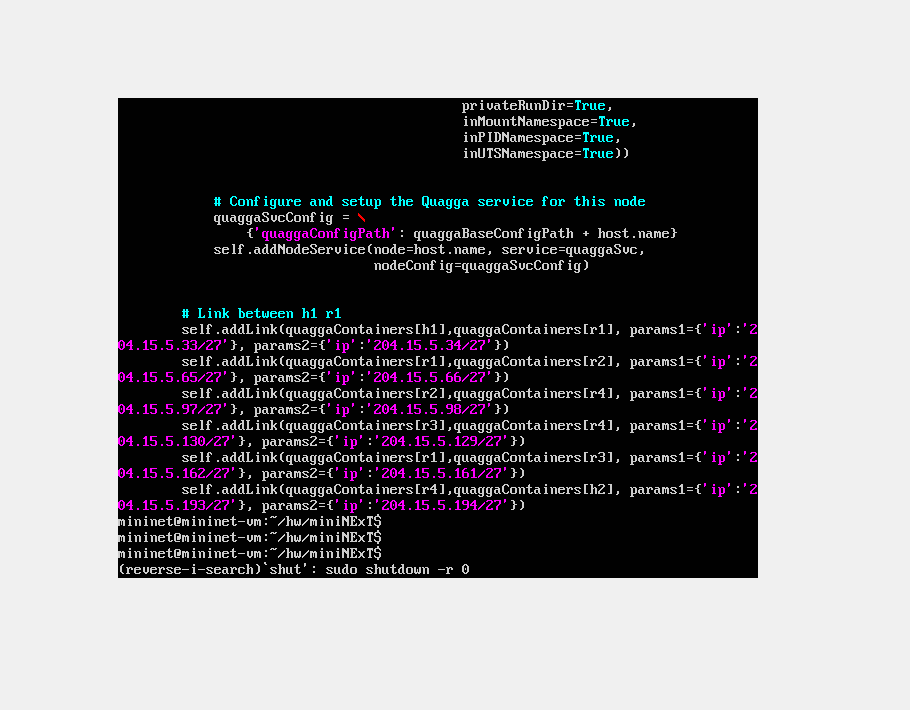 privateRunDir=True,
inMountNamespace=True,
inPIDNamespace=True,
inUTSNamespace=True))
# Configure and setup the Quagga service for this node
quaggaSvcConfig = \
{'quaggaConfigPath': quaggaBaseConfigPath + host.name}
self.addNodeService(node=host.name, service=quaggaSvc,
nodeConfig=quaggaSvcConfig)
# Link between h1 r1
self.addLink(quaggaContainers[h1],quaggaContainers[r1], params1={'ip':'2
04.15.5.33/27'}, params2={'ip':'204.15.5.34/27'})
self.addLink(quaggaContainers[r1],quaggaContainers[r2], params1={'ip':'2
04.15.5.65/27'}, params2={'ip':'204.15.5.66/27'})
self.addLink(quaggaContainers[r2],quaggaContainers[r4], params1={'ip':'2
04.15.5.97/27'}, params2={'ip':'204.15.5.98/27'})
self.addLink(quaggaContainers[r3],quaggaContainers[r4], params1={'ip':'2
04.15.5.130/27'}, params2={'ip':'204.15.5.129/27'})
self.addLink(quaggaContainers[r1],quaggaContainers[r3], params1={'ip':'2
04.15.5.162/27'}, params2={'ip':'204.15.5.161/27'})
self.addLink(quaggaContainers[r4],quaggaContainers[h2], params1={'ip':'2
04.15.5.193/27'}, params2={'ip':'204.15.5.194/27'})
mininet@mininet-vm:~/hw/miniNExT$
mininet@mininet-vm:~/hw/miniNExT$
mininet@mininet-vm:~/hw/miniNExT$
(reverse-i-search)`shut': sudo shutdown -r 0